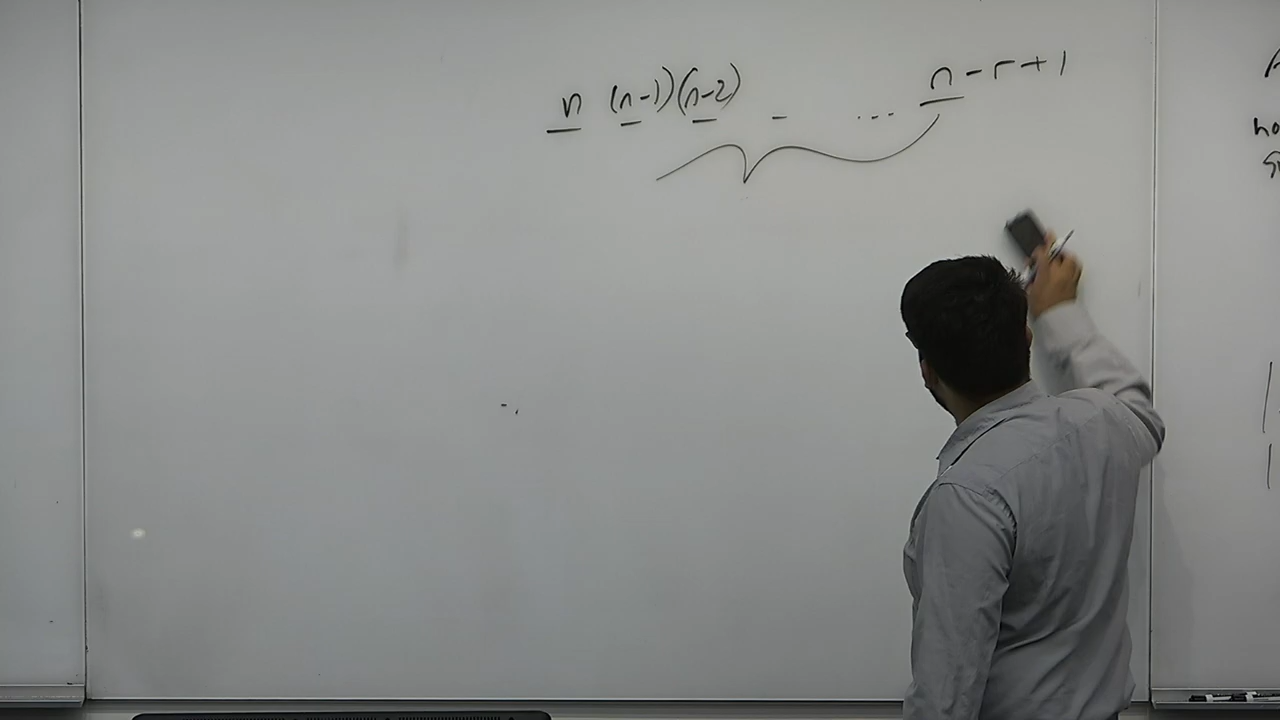 n (n-1)(n-2) - ... n-r+1